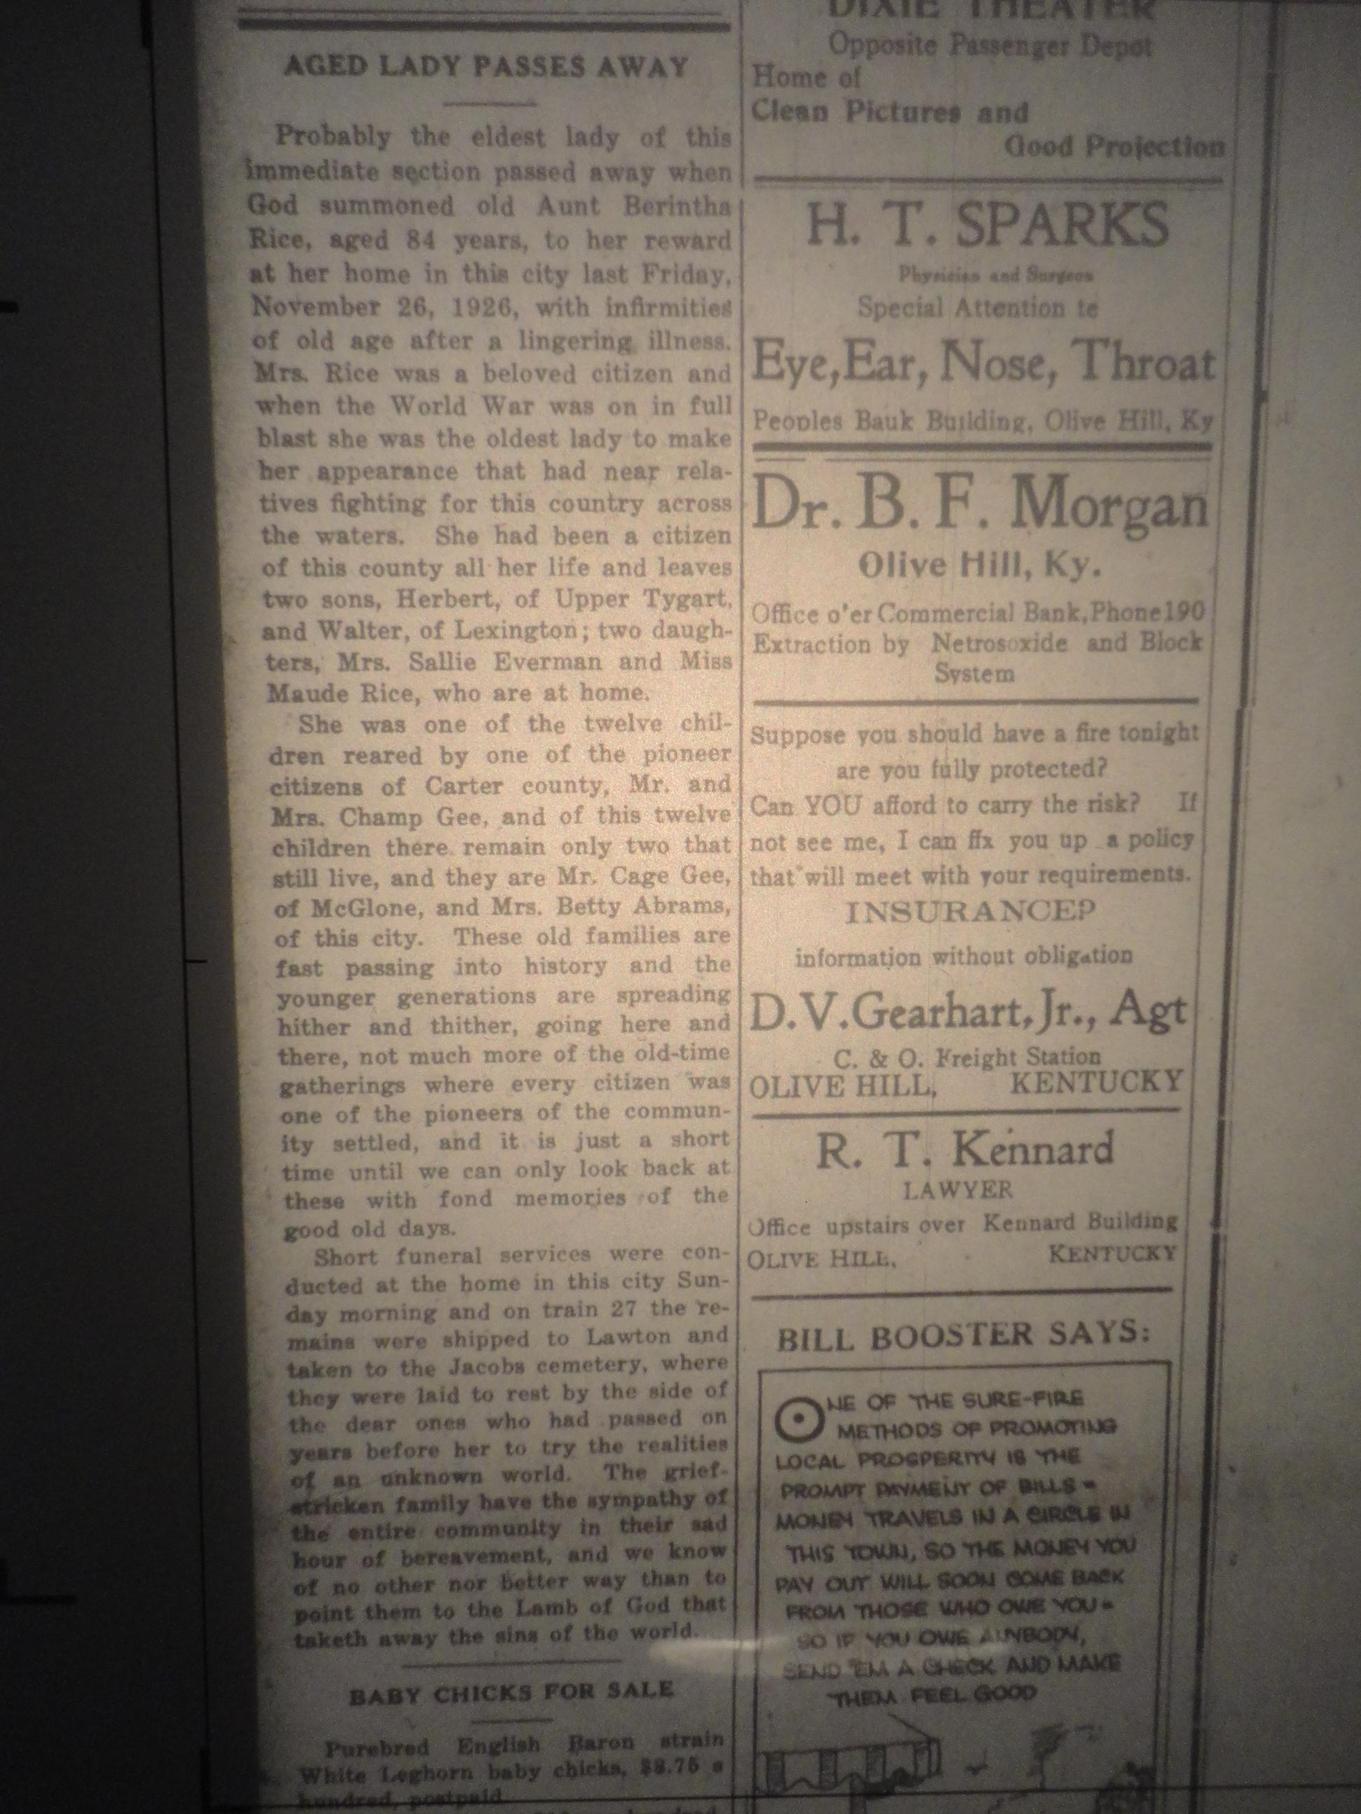 AGED LADY PASSES AWAY
Probably the eldest lady of this
immediate section passed away when
God summoned old Aunt Berintha
Rice, aged 84 years, to her reward
at her home in this city last Friday,
November 26, 1926, with infirmities
of old age after a lingering illness.
Mrs. Rice was a beloved citizen and
when the World War was on in full
blast she was the oldest lady to make
her appearance that had near rela-
tives fighting for this country across
the waters. She had been a citizen
of this county all her life and leaves
two sons, Herbert, of Upper Tygart,
and Walter, of Lexington; two daugh-
ters, Mrs. Sallie Everman and Miss
Maude Rice, who are at home.
She was one of the twelve chil-
dren reared by one of the pioneer
citizens of Carter county, Mr. and
Mrs. Champ Gee, and of this twelve
children there remain only two that
still live, and they are Mr. Cage Gee,
of McGlone, and Mrs. Betty Abrams,
of this city. These old families are
fast passing into history and the
younger generations are spreading
hither and thither, going here and
there, not much more of the old-time
gatherings where every citizen was
one of the pioneers of the commun-
ity settled, and it is just a short
time until we can only look back at
these with fond memories of the
good old days.
Short funeral services were con-
ducted at the home in this city Sun-
day morning and on train 27 the re-
mains were shipped to Lawton and
taken to the Jacobs cemetery, where
they were laid to rest by the side of
the dear ones who had passed on
years before her to try the realities
of an unknown world. The grief-
stricken family have the sympathy of
the entire community in their sad
hour of bereavement, and we know
of no other nor better way than to
point them to the Lamb of God that
taketh away the sins of the world.
BABY CHICKS FOR SALE
Purebred English Baron strain
White Leghorn baby chicks, $8.75 a
hundred, postpaid
DIXIE THEATER
Opposite Passenger Depot
Home of
Clean Pictures and
Good Projection
H. T. SPARKS
Physician and Surgeon
Special Attention te
Eye, Ear, Nose, Throat
Peoples Bauk Building, Olive Hill, Ky
Dr. B. F. Morgan
Olive Hill, Ky.
Office o'er Commercial Bank, Phone 190
Extraction by Netrosoxide and Block
System
Suppose you should have a fire tonight
are you fully protected?
Can YOU afford to carry the risk? If
not see me, I can ffx you up a policy
that will meet with your requirements.
INSURANCE?
information without obligation
D. V. Gearhart, Jr., Agt
C. & O. Freight Station
OLIVE HILL, KENTUCKY
R. T. Kennard
LAWYER
Office upstairs over Kennard Building
OLIVE HILL, KENTUCKY
BILL BOOSTER SAYS:
ONE OF THE SURE-FIRE
METHODS OF PROMOTING
LOCAL PROSPERITY IS THE
PROMPT PAYMENT OF BILLS -
MONEY TRAVELS IN A CIRCLE IN
THIS TOWN, SO THE MONEY YOU
PAY OUT WILL SOON COME BACK
FROM THOSE WHO OWE YOU -
SO IF YOU OWE ANYBODY,
SEND 'EM A CHECK AND MAKE
THEM FEEL GOOD